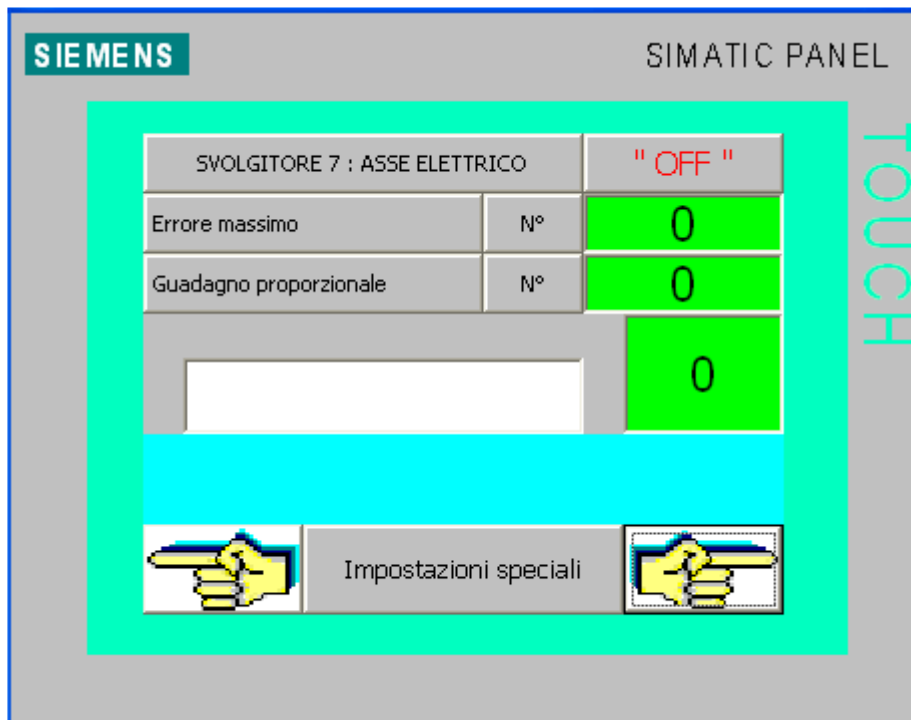 SIEMENS
SIMATIC PANEL
TOUCH
SVOLGITORE 7 : ASSE ELETTRICO
" OFF "
Errore massimo N° 0
Guadagno proporzionale N° 0
0
Impostazioni speciali